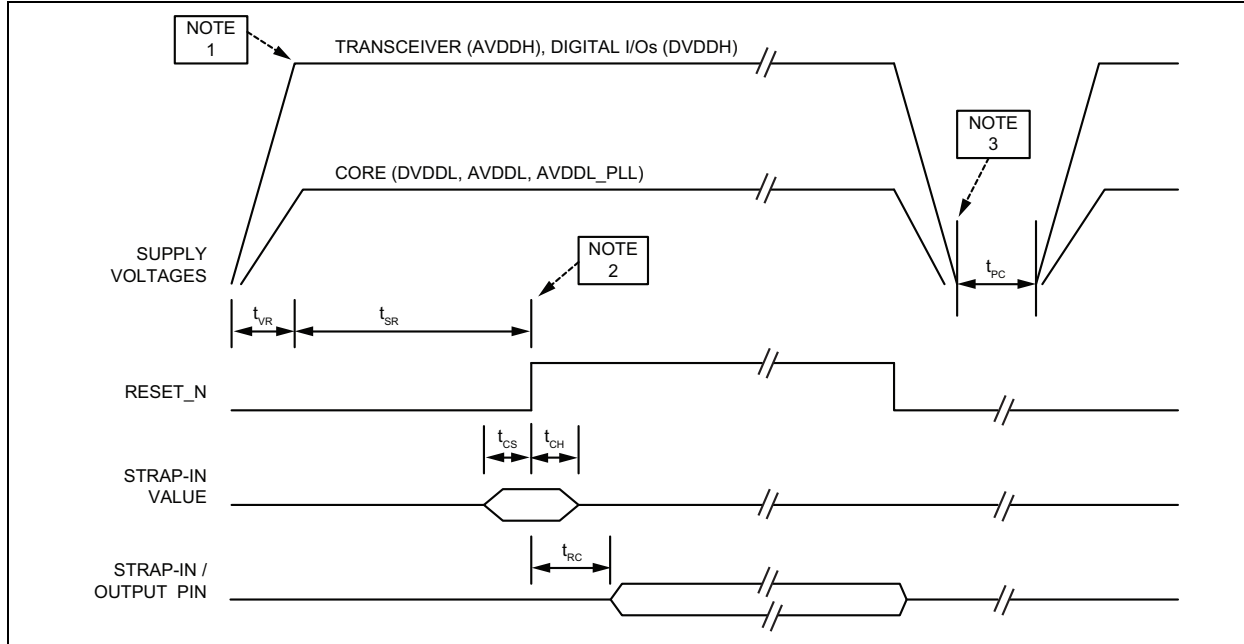 NOTE
1
TRANSCEIVER (AVDDH), DIGITAL I/Os (DVDDH)
NOTE
3
CORE (DVDDL, AVDDL, AVDDL_PLL)
NOTE
2
SUPPLY
VOLTAGES
tPC
tVR
tSR
RESET_N
tCS
tCH
STRAP-IN
VALUE
tRC
STRAP-IN /
OUTPUT PIN